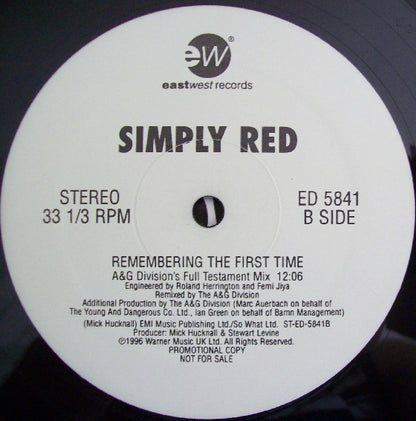 ew®
eastwest records
SIMPLY RED
STEREO
33 1/3 RPM
ED 5841
B SIDE
REMEMBERING THE FIRST TIME
A&G Division's Full Testament Mix 12:06
Engineered by Roland Herrington and Femi Jiya
Remixed by The A&G Division
Additional Production by The A&G Division (Marc Auerbach on behalf of
The Young And Dangerous Co. Ltd., Ian Green on behalf of Bamn Management)
(Mick Hucknall) EMI Music Publishing Ltd./So What Ltd. ST-ED-5841B
Producer: Mick Hucknall & Stewart Levine
℗1996 Warner Music UK Ltd. All Rights Reserved.
PROMOTIONAL COPY
NOT FOR SALE